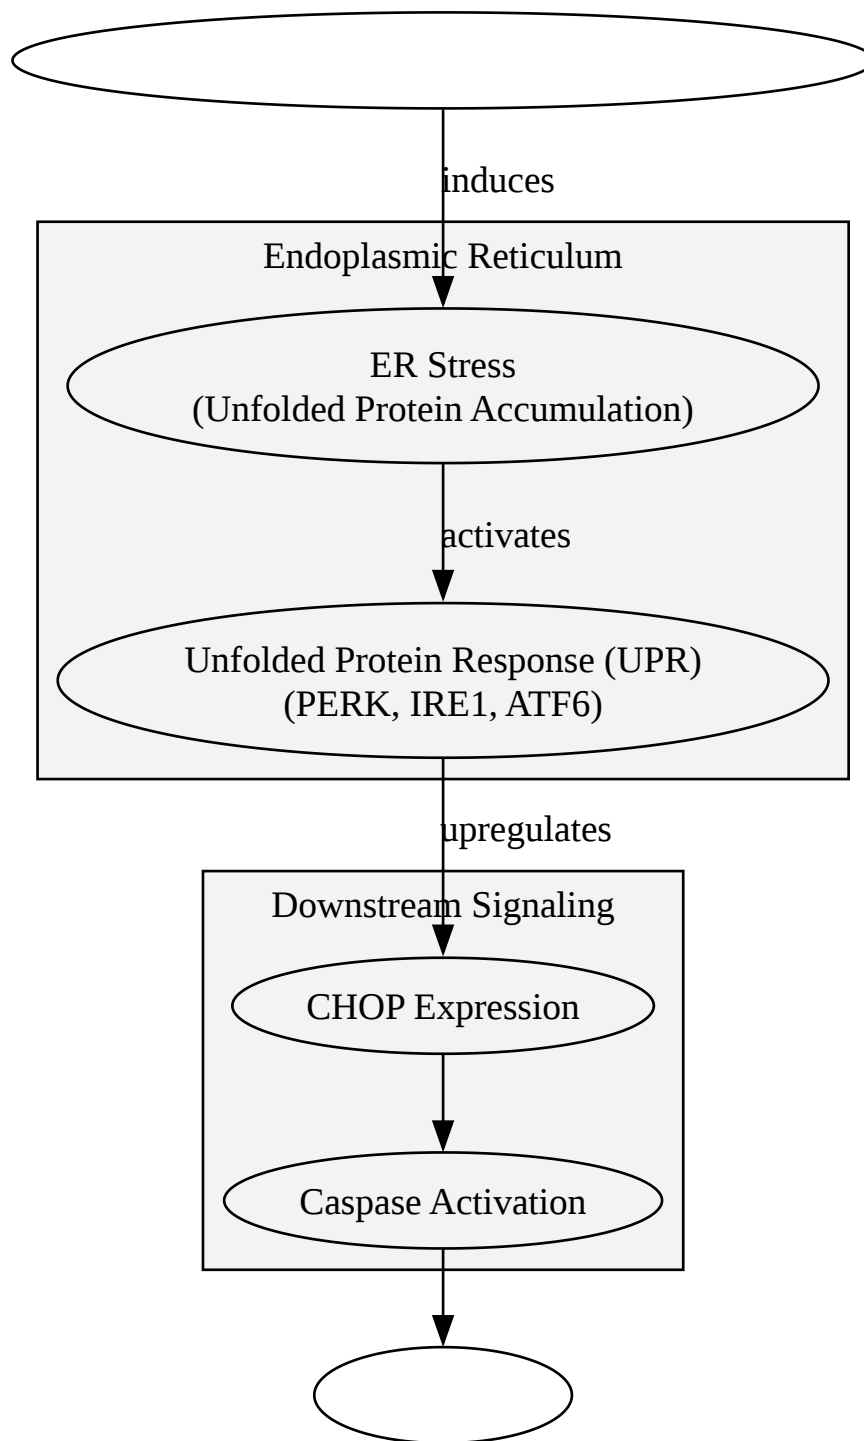 induces
Endoplasmic Reticulum
ER Stress
(Unfolded Protein Accumulation)
activates
Unfolded Protein Response (UPR)
(PERK, IRE1, ATF6)
upregulates
Downstream Signaling
CHOP Expression
Caspase Activation